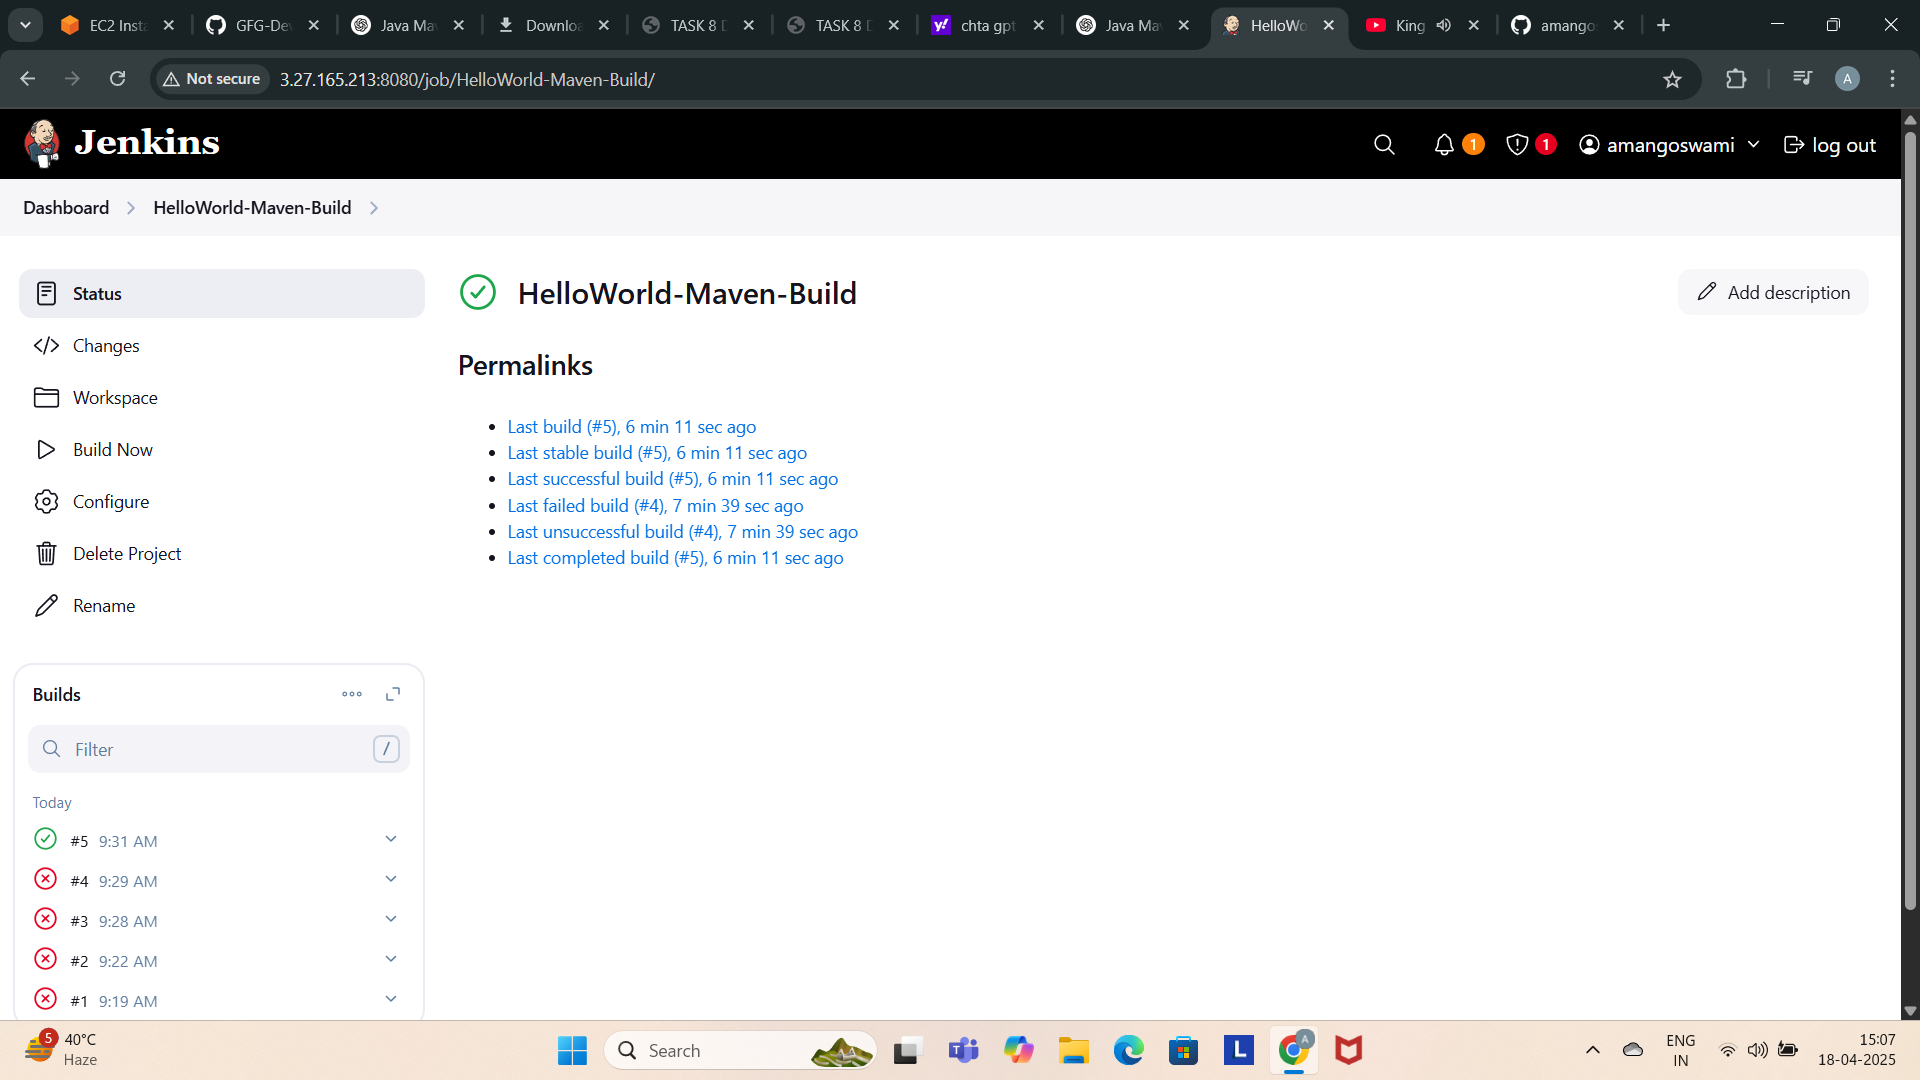 EC2 Inst
GFG-De
Java Ma
Downlo
TASK 8 D
TASK 8 D
chta gpt
Java Ma
HelloWo
King
amango
Not secure
3.27.165.213:8080/job/HelloWorld-Maven-Build/
A
Jenkins
1
1
amangoswami
log out
Dashboard
HelloWorld-Maven-Build
Status
Changes
Workspace
Build Now
Configure
Delete Project
Rename
HelloWorld-Maven-Build
Add description
Permalinks
Last build (#5), 6 min 11 sec ago
Last stable build (#5), 6 min 11 sec ago
Last successful build (#5), 6 min 11 sec ago
Last failed build (#4), 7 min 39 sec ago
Last unsuccessful build (#4), 7 min 39 sec ago
Last completed build (#5), 6 min 11 sec ago
Builds
Filter
/
Today
#5 9:31 AM
#4 9:29 AM
#3 9:28 AM
#2 9:22 AM
#1 9:19 AM
5
40°C
Haze
Search
T
L
A
ENG
IN
15:07
18-04-2025